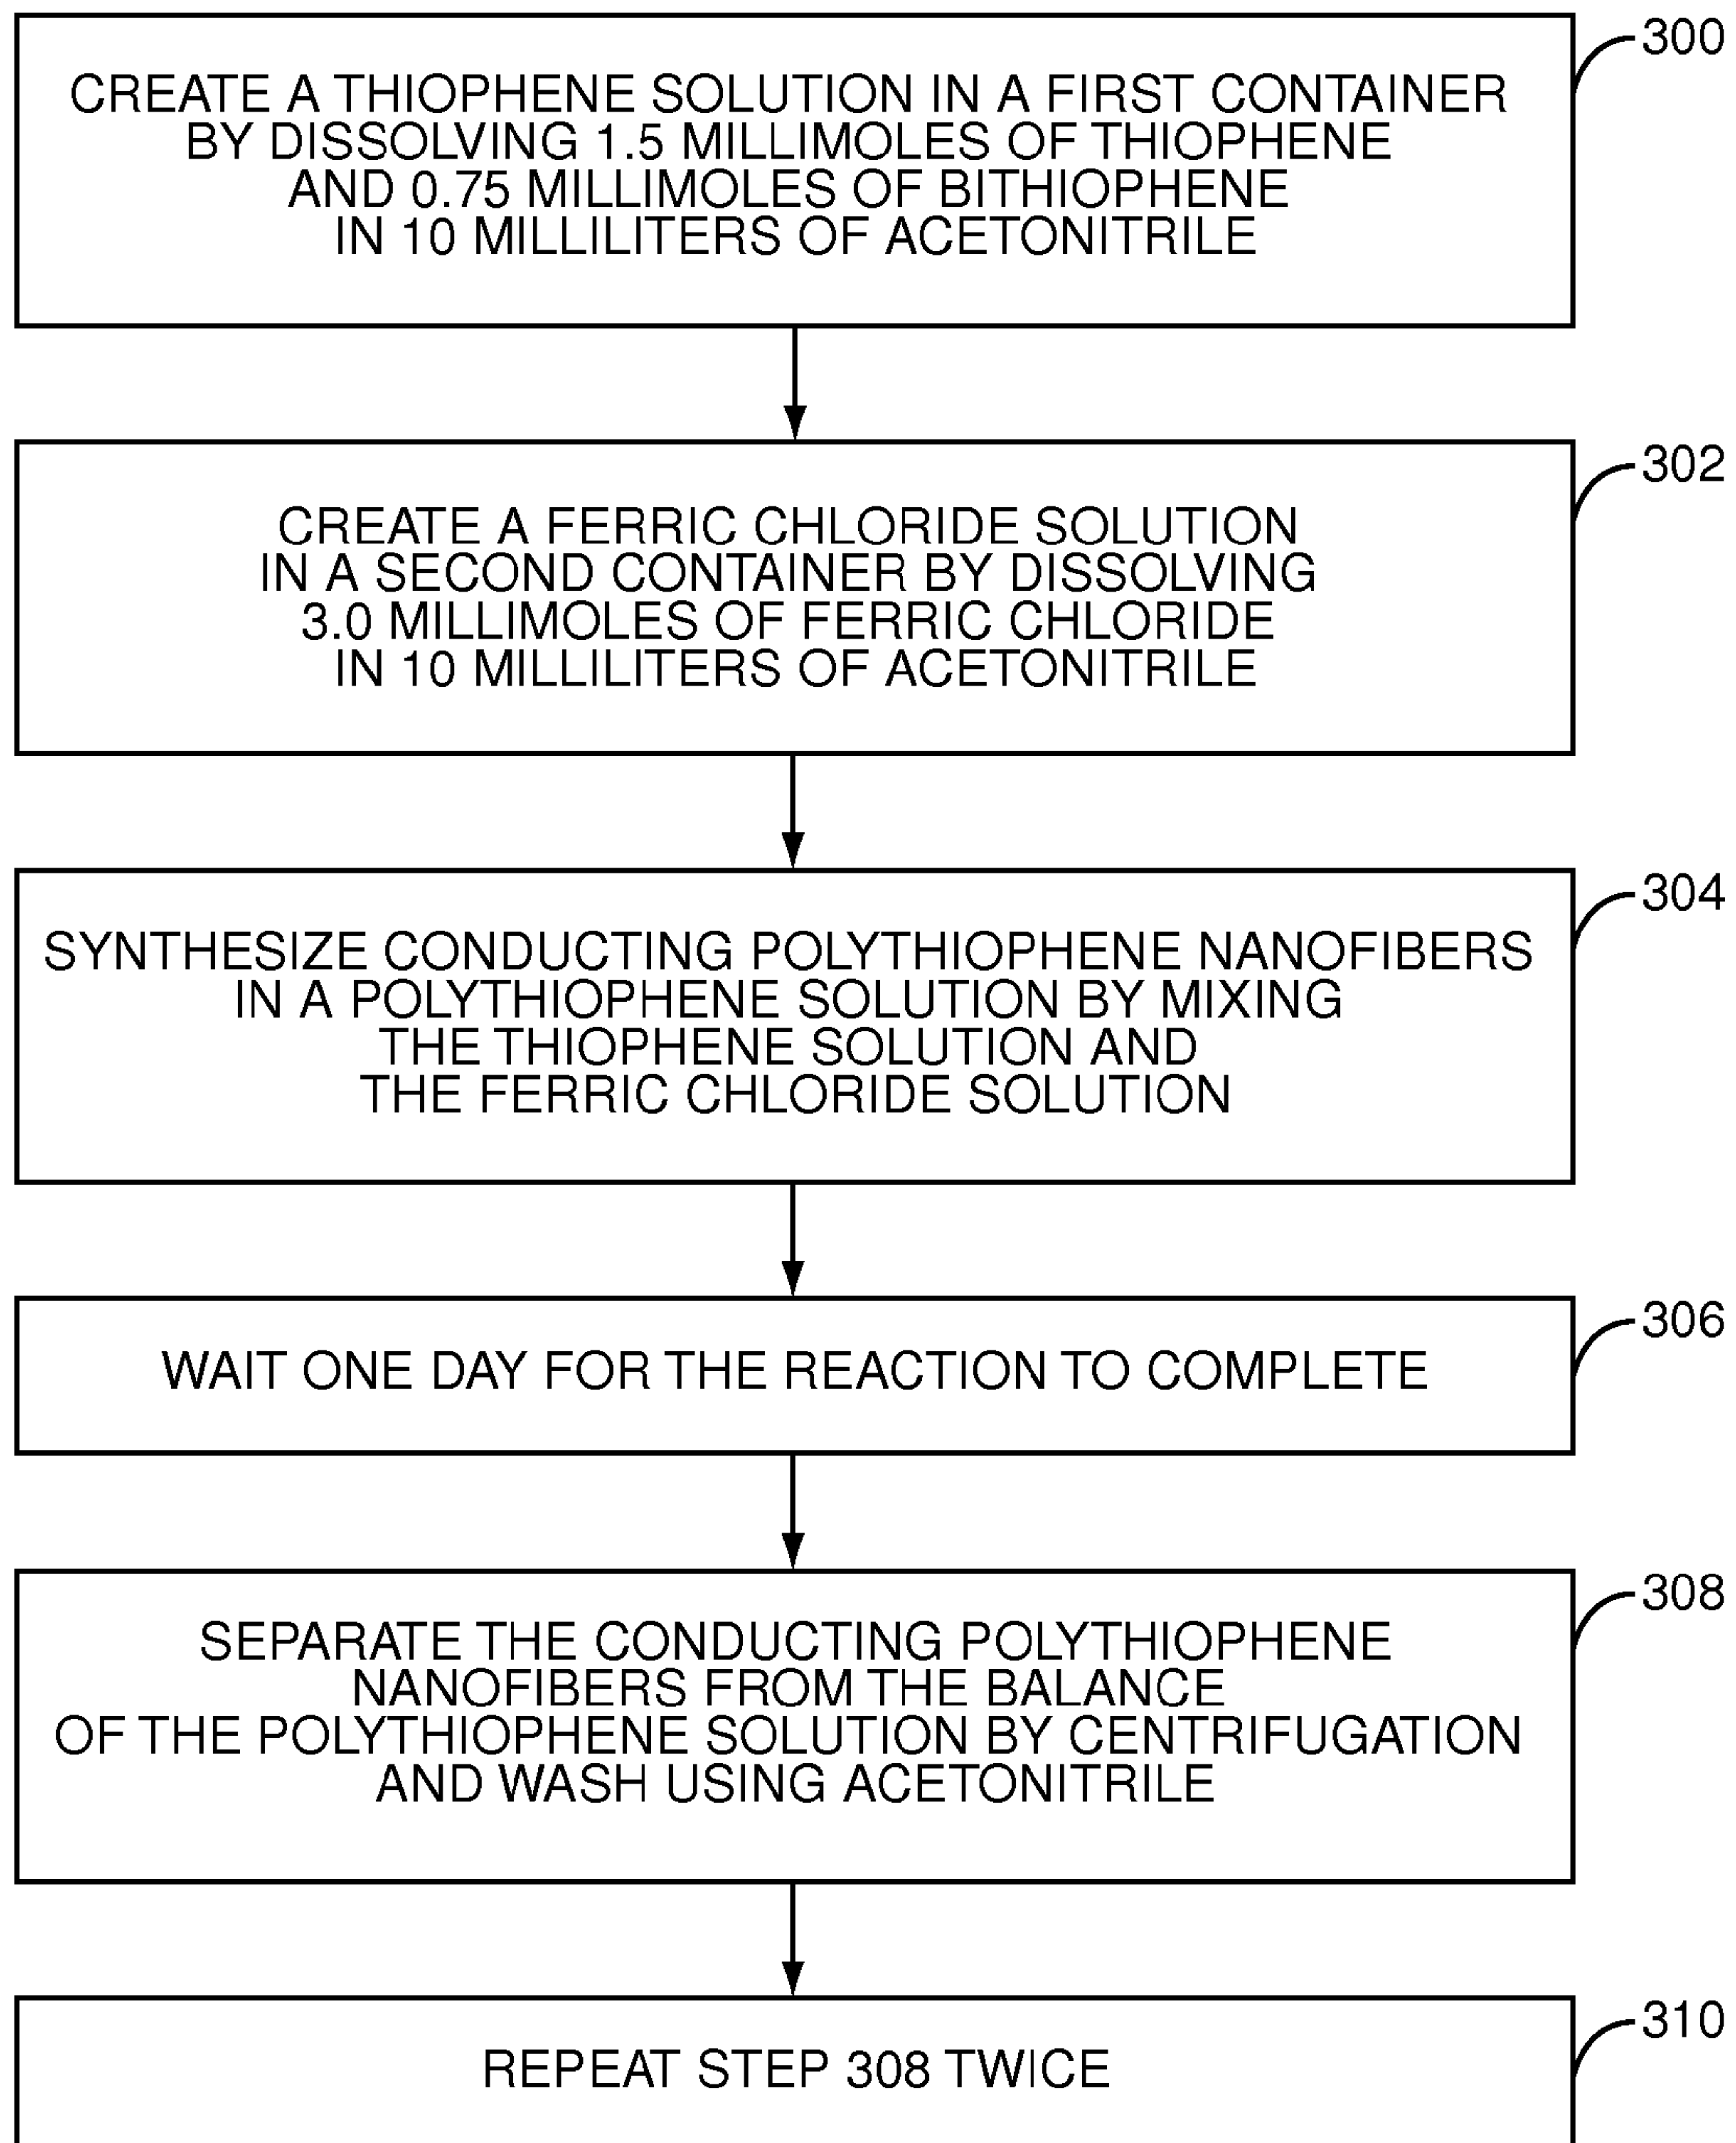 300
CREATE A THIOPHENE SOLUTION IN A FIRST CONTAINER
BY DISSOLVING 1.5 MILLIMOLES OF THIOPHENE
AND 0.75 MILLIMOLES OF BITHIOPHENE
IN 10 MILLILITERS OF ACETONITRILE
302
CREATE A FERRIC CHLORIDE SOLUTION
IN A SECOND CONTAINER BY DISSOLVING
3.0 MILLIMOLES OF FERRIC CHLORIDE
IN 10 MILLILITERS OF ACETONITRILE
304
SYNTHESIZE CONDUCTING POLYTHIOPHENE NANOFIBERS
IN A POLYTHIOPHENE SOLUTION BY MIXING
THE THIOPHENE SOLUTION AND
THE FERRIC CHLORIDE SOLUTION
306
WAIT ONE DAY FOR THE REACTION TO COMPLETE
308
SEPARATE THE CONDUCTING POLYTHIOPHENE
NANOFIBERS FROM THE BALANCE
OF THE POLYTHIOPHENE SOLUTION BY CENTRIFUGATION
AND WASH USING ACETONITRILE
310
REPEAT STEP 308 TWICE